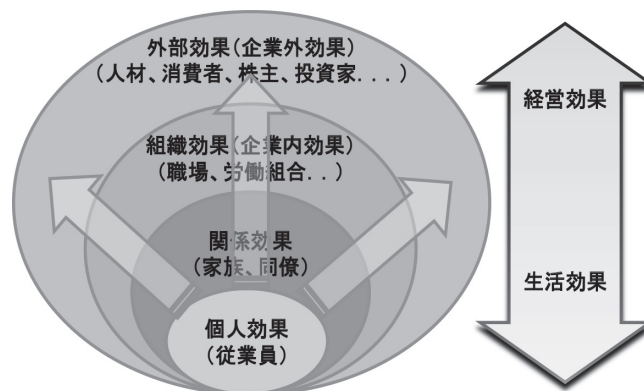 外部効果（企業外効果）
（人材、消費者、株主、投資家．．．）
組織効果（企業内効果）
（職場、労働組合．．）
関係効果
（家族、同僚）
個人効果
（従業員）
経営効果
生活効果